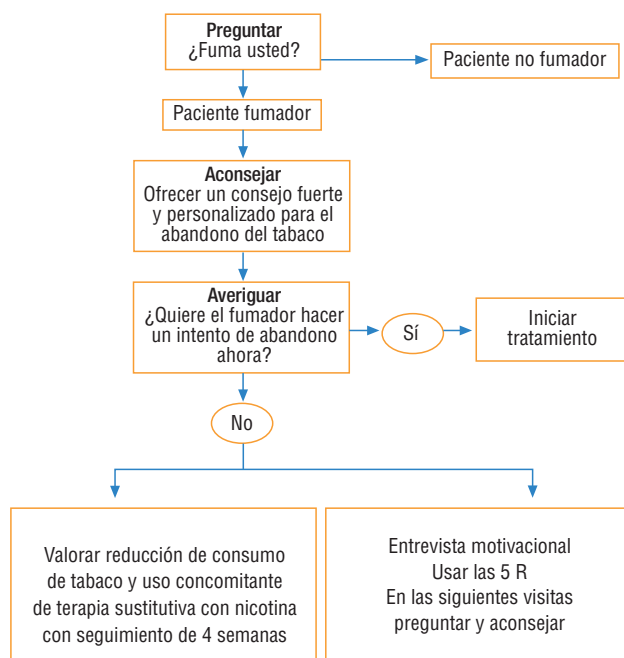 Preguntar
¿Fuma usted?
Paciente no fumador
Paciente fumador
Aconsejar
Ofrecer un consejo fuerte
y personalizado para el
abandono del tabaco
Averiguar
¿Quiere el fumador hacer
un intento de abandono
ahora?
Sí
Iniciar
tratamiento
No
Valorar reducción de consumo
de tabaco y uso concomitante
de terapia sustitutiva con nicotina
con seguimiento de 4 semanas
Entrevista motivacional
Usar las 5 R
En las siguientes visitas
preguntar y aconsejar